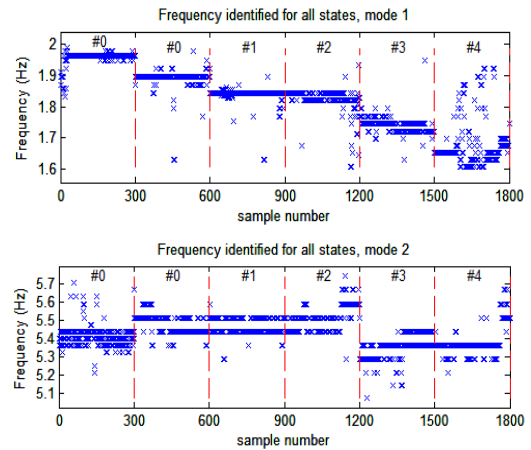 Frequency identified for all states, mode 1
#0 #0 #1 #2 #3 #4
2
1.9
1.8
1.7
1.6
Frequency (Hz)
0 300 600 900 1200 1500 1800
sample number
Frequency identified for all states, mode 2
#0 #0 #1 #2 #3 #4
5.7
5.6
5.5
5.4
5.3
5.2
5.1
Frequency (Hz)
0 300 600 900 1200 1500 1800
sample number